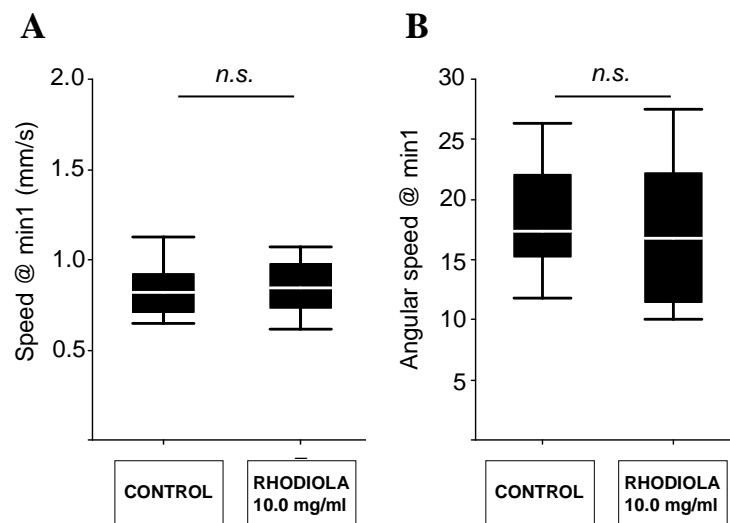 A
n.s.
Speed @ min1 (mm/s)
2.0
1.5
1.0
0.5
CONTROL
RHODIOLA
10.0 mg/ml
B
n.s.
Angular speed @ min1
30
25
20
15
10
5
CONTROL
RHODIOLA
10.0 mg/ml